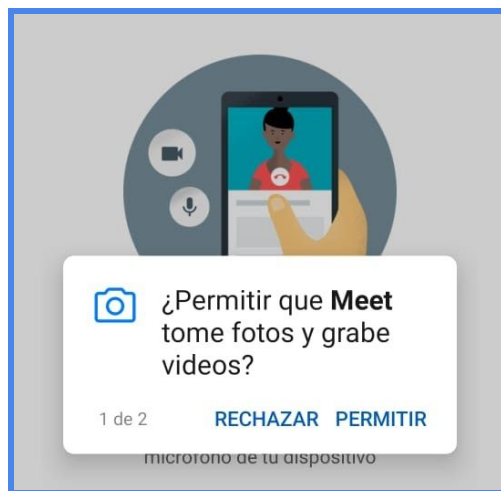 ¿Permitir que Meet
tome fotos y grabe
videos?
1 de 2 RECHAZAR PERMITIR
micrófono de tu dispositivo